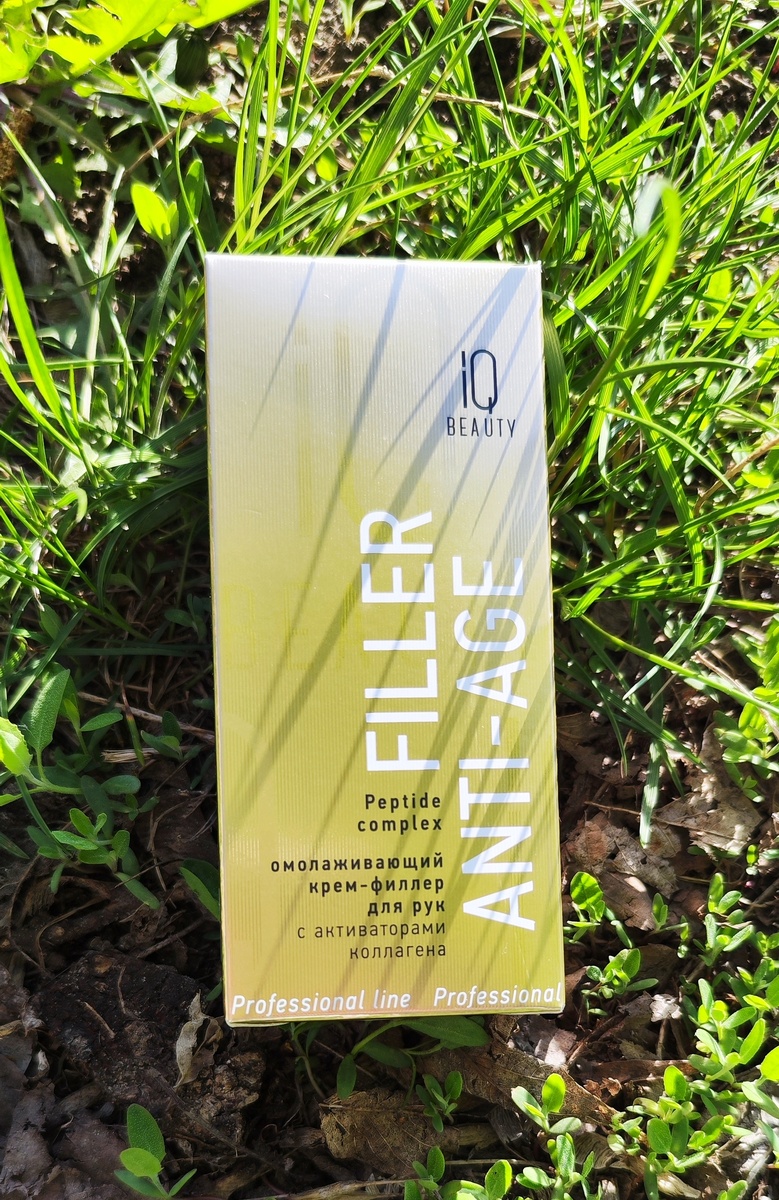 iQ
BEAUTY
FILLER
ANTI-AGE
Peptide
complex
омолаживающий
крем-филлер
для рук
с активаторами
коллагена
Professional line Professional